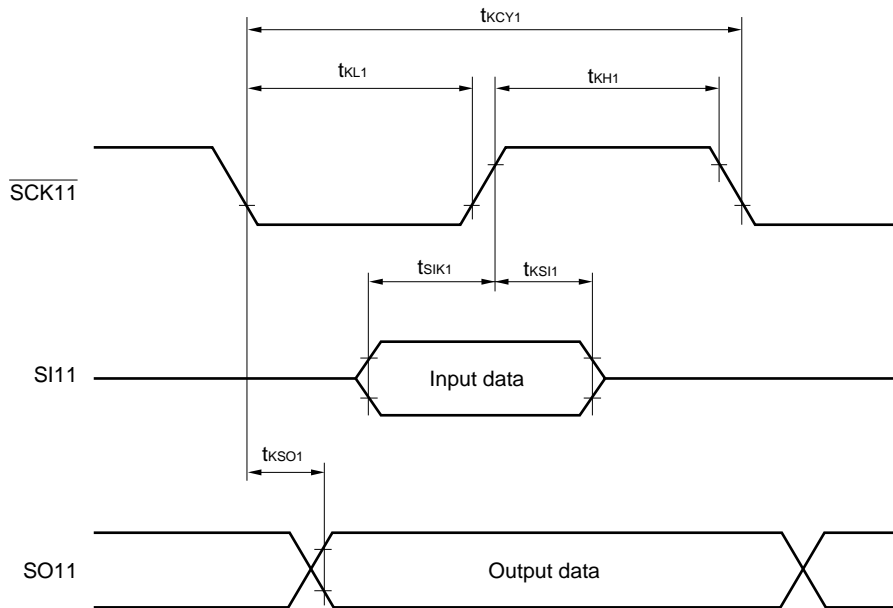 tKCY1
tKL1
tKH1
SCK11
tSIK1
tKSI1
SI11
Input data
tKSO1
SO11
Output data